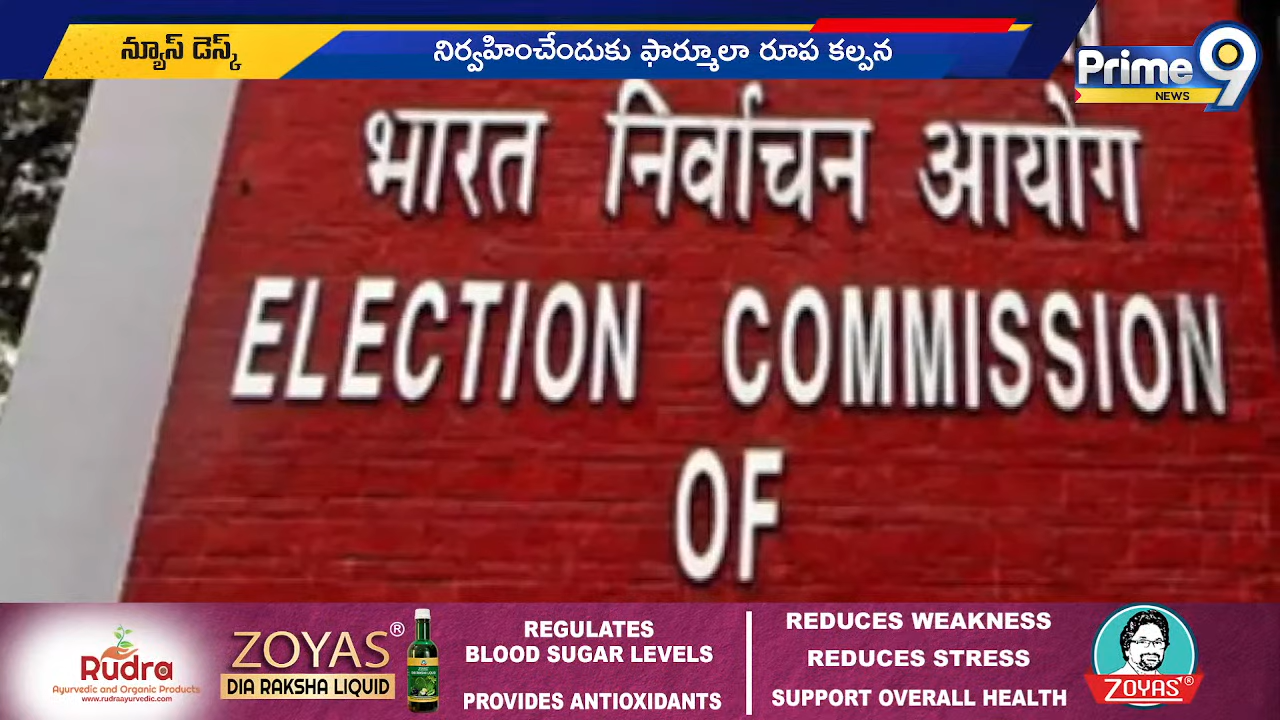 న్యూస్ డెస్క్
నిర్వహించేందుకు ఫార్ములా రూప కల్పన
Prime9
NEWS
भारत निर्वाचन आयोग
ELECTION COMMISSION
OF
Rudra
Ayurvedic and Organic Products
www.rudraayurvedic.com
ZOYAS®
DIA RAKSHA LIQUID
REGULATES
BLOOD SUGAR LEVELS
PROVIDES ANTIOXIDANTS
REDUCES WEAKNESS
REDUCES STRESS
SUPPORT OVERALL HEALTH
ZOYAS®